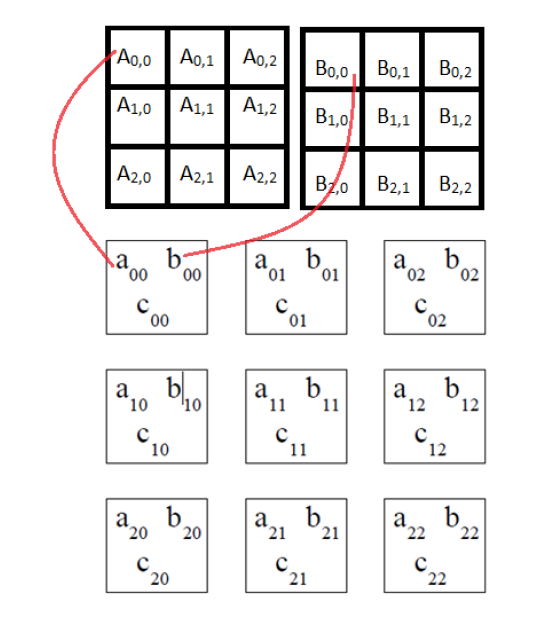 A0,0 A0,1 A0,2
B0,0 B0,1 B0,2
A1,0 A1,1 A1,2
B1,0 B1,1 B1,2
A2,0 A2,1 A2,2
B2,0 B2,1 B2,2
a00 b00 a01 b01 a02 b02
c00 c01 c02
a10 b10 a11 b11 a12 b12
c10 c11 c12
a20 b20 a21 b21 a22 b22
c20 c21 c22